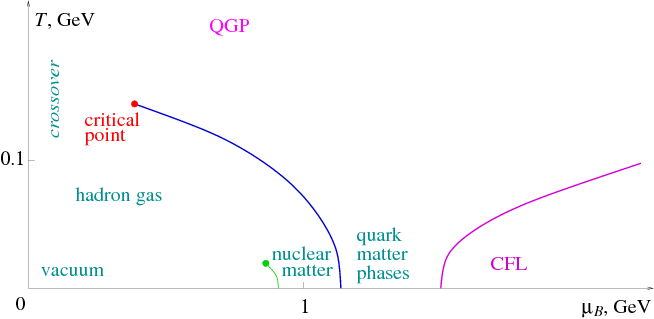 T, GeV
QGP
crossover
critical
point
0.1
hadron gas
vacuum
nuclear
matter
quark
matter
phases
CFL
0
1
μB, GeV